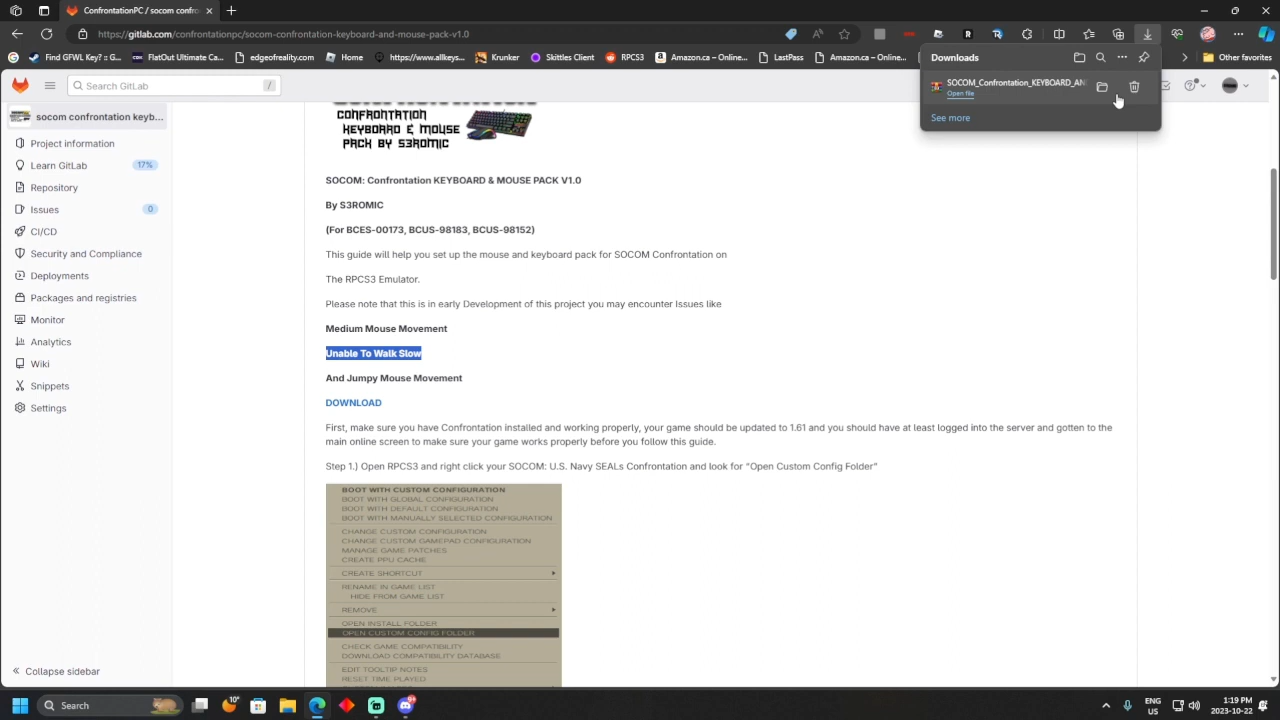 ConfrontationPC / socom confront
https://gitlab.com/confrontationpc/socom-confrontation-keyboard-and-mouse-pack-v1.0
Find GFWL Key? :: G...
FlatOut Ultimate Ca...
edgeofreality.com
Home
https://www.allkeys...
Krunker
Skittles Client
RPCS3
Amazon.ca – Online...
LastPass
Amazon.ca – Online...
Other favorites
Downloads
SOCOM_Confrontation_KEYBOARD_AN
Open file
See more
Search GitLab
/
socom confrontation keyb...
Project information
Learn GitLab
17%
Repository
Issues
0
CI/CD
Security and Compliance
Deployments
Packages and registries
Monitor
Analytics
Wiki
Snippets
Settings
Collapse sidebar
CONFRONTATION
KEYBOARD & MOUSE
PACK BY S3ROMIC
SOCOM: Confrontation KEYBOARD & MOUSE PACK V1.0
By S3ROMIC
(For BCES-00173, BCUS-98183, BCUS-98152)
This guide will help you set up the mouse and keyboard pack for SOCOM Confrontation on
The RPCS3 Emulator.
Please note that this is in early Development of this project you may encounter Issues like
Medium Mouse Movement
Unable To Walk Slow
And Jumpy Mouse Movement
DOWNLOAD
First, make sure you have Confrontation installed and working properly, your game should be updated to 1.61 and you should have at least logged into the server and gotten to the
main online screen to make sure your game works properly before you follow this guide.
Step 1.) Open RPCS3 and right click your SOCOM: U.S. Navy SEALs Confrontation and look for “Open Custom Config Folder”
BOOT WITH CUSTOM CONFIGURATION
BOOT WITH GLOBAL CONFIGURATION
BOOT WITH DEFAULT CONFIGURATION
BOOT WITH MANUALLY SELECTED CONFIGURATION
CHANGE CUSTOM CONFIGURATION
CHANGE CUSTOM GAMEPAD CONFIGURATION
MANAGE GAME PATCHES
CREATE PPU CACHE
CREATE SHORTCUT
RENAME IN GAME LIST
HIDE FROM GAME LIST
REMOVE
OPEN INSTALL FOLDER
OPEN CUSTOM CONFIG FOLDER
CHECK GAME COMPATIBILITY
DOWNLOAD COMPATIBILITY DATABASE
EDIT TOOLTIP NOTES
RESET TIME PLAYED
Search
10°
9+
ENG
US
1:19 PM
2023-10-22